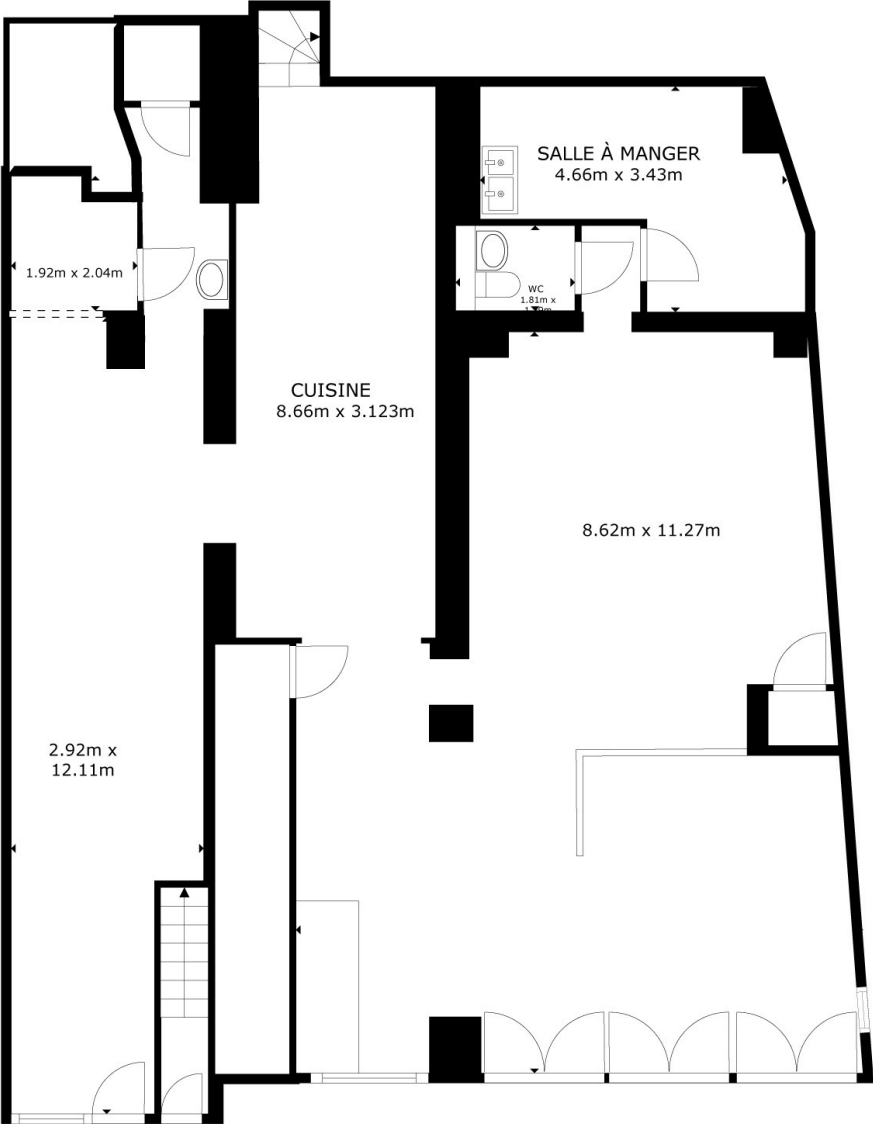 SALLE À MANGER
4.66m x 3.43m
1.92m x 2.04m
WC
1.81m x
CUISINE
8.66m x 3.123m
8.62m x 11.27m
2.92m x
12.11m